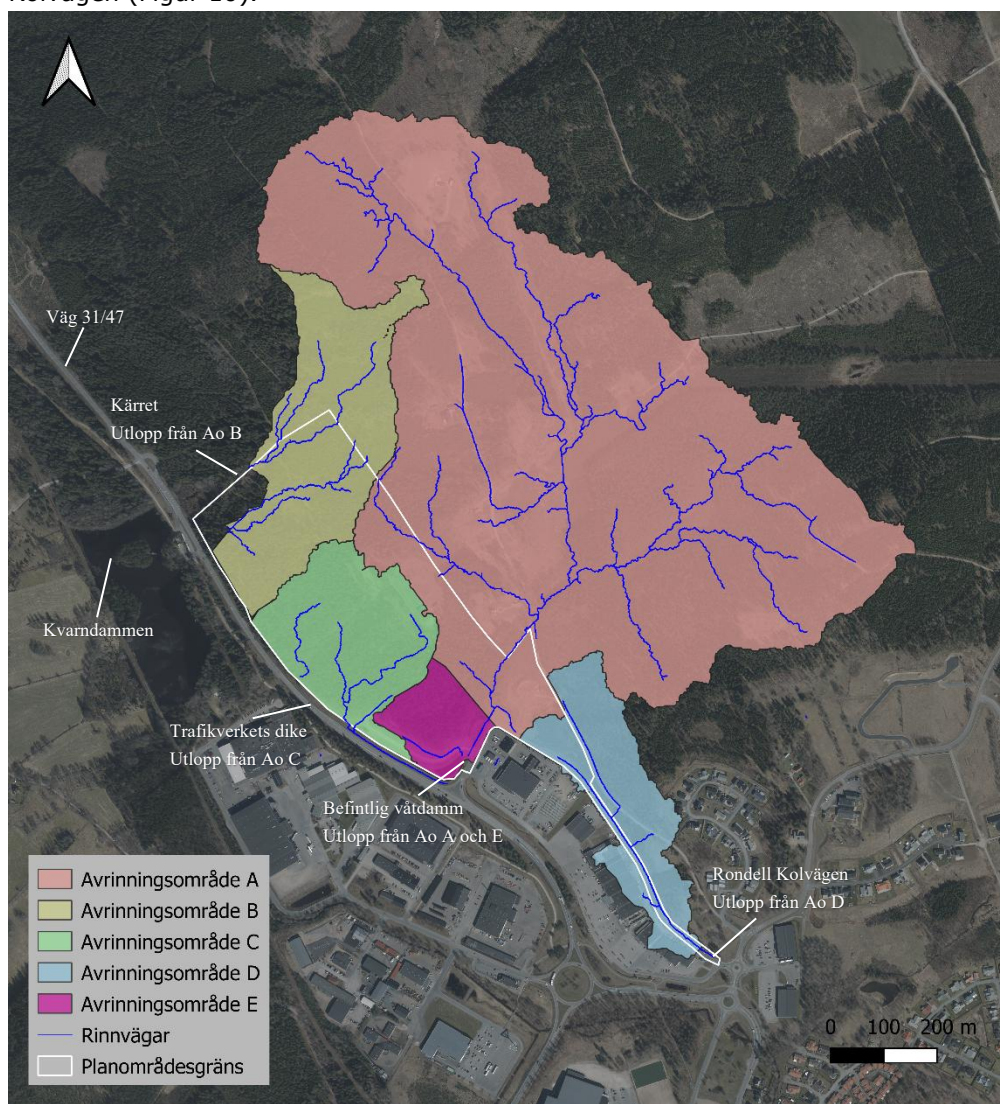 Kolvägen (Figur 10).
Väg 31/47
Kärret
Utlopp från Ao B
Kvarndammen
Trafikverkets dike
Utlopp från Ao C
Befintlig våtdamm
Utlopp från Ao A och E
Rondell Kolvägen
Utlopp från Ao D
Avrinningsområde A
Avrinningsområde B
Avrinningsområde C
Avrinningsområde D
Avrinningsområde E
Rinnvägar
Planområdesgräns
0 100 200 m